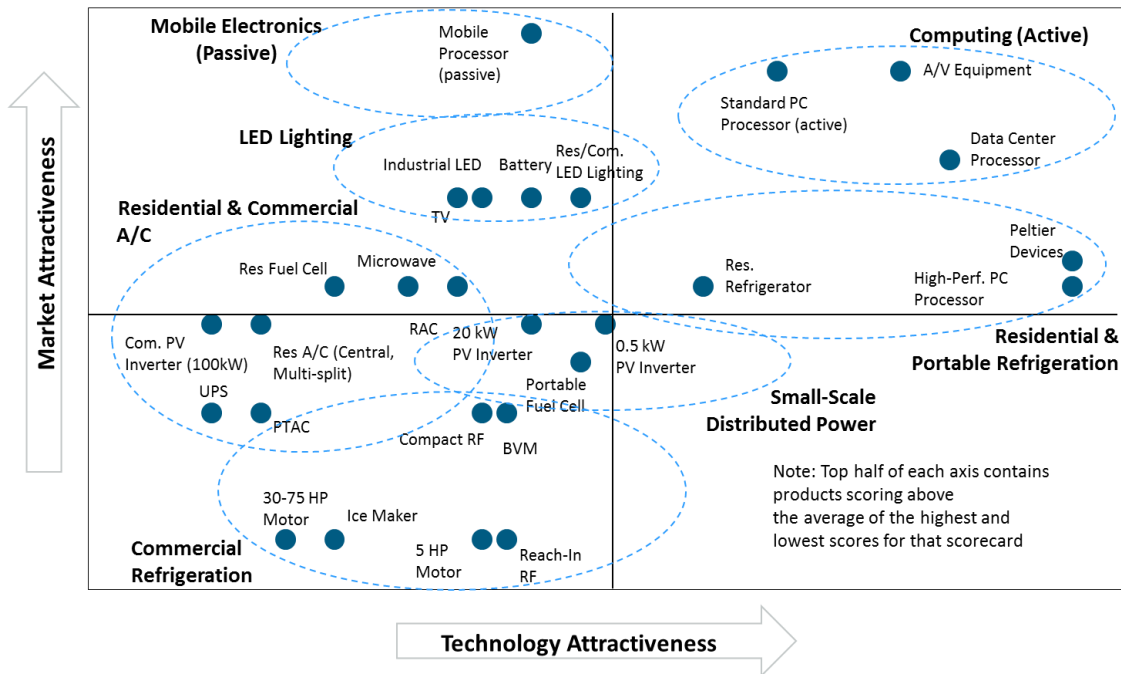 Mobile Electronics
(Passive)
Mobile
Processor
(passive)
Computing (Active)
A/V Equipment
Standard PC
Processor (active)
Data Center
Processor
LED Lighting
Industrial LED
Battery
Res/Com.
LED Lighting
TV
Residential & Commercial
A/C
Res Fuel Cell
Microwave
Res.
Refrigerator
Peltier
Devices
High-Perf. PC
Processor
Market Attractiveness
Com. PV
Inverter (100kW)
Res A/C (Central,
Multi-split)
RAC
20 kW
PV Inverter
0.5 kW
PV Inverter
Residential &
Portable Refrigeration
UPS
PTAC
Portable
Fuel Cell
Compact RF
BVM
Small-Scale
Distributed Power
Note: Top half of each axis contains
products scoring above
the average of the highest and
lowest scores for that scorecard
30-75 HP
Motor
Ice Maker
5 HP
Motor
Reach-In
RF
Commercial
Refrigeration
Technology Attractiveness